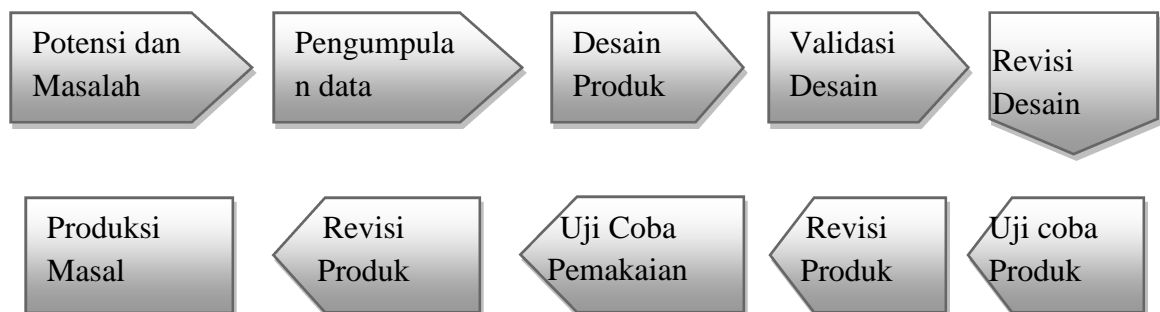 Potensi dan
Masalah
Pengumpula
n data
Desain
Produk
Validasi
Desain
Revisi
Desain
Uji coba
Produk
Revisi
Produk
Uji Coba
Pemakaian
Revisi
Produk
Produksi
Masal